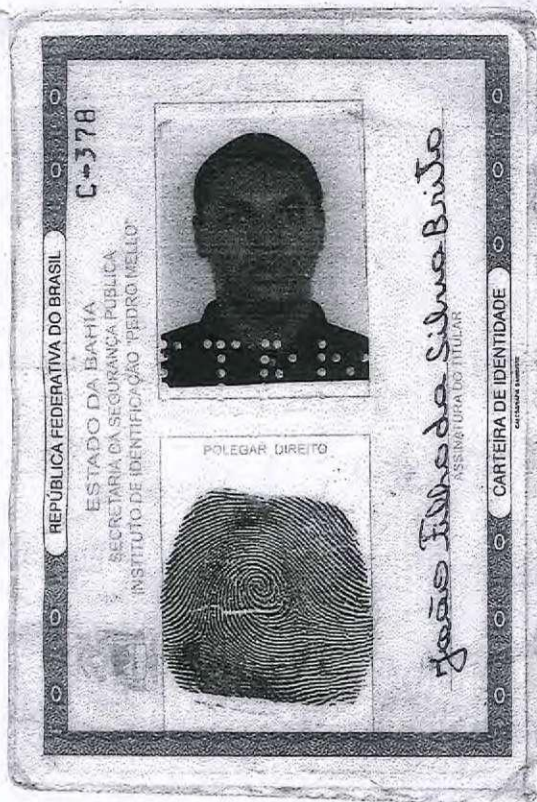 REPÚBLICA FEDERATIVA DO BRASIL
C-378
ESTADO DA BAHIA
SECRETARIA DA SEGURANÇA PÚBLICA
INSTITUTO DE IDENTIFICAÇÃO "PEDRO MELLO"
POLEGAR DIREITO
João Filho da Silva Brito
ASSINATURA DO TITULAR
CARTEIRA DE IDENTIDADE